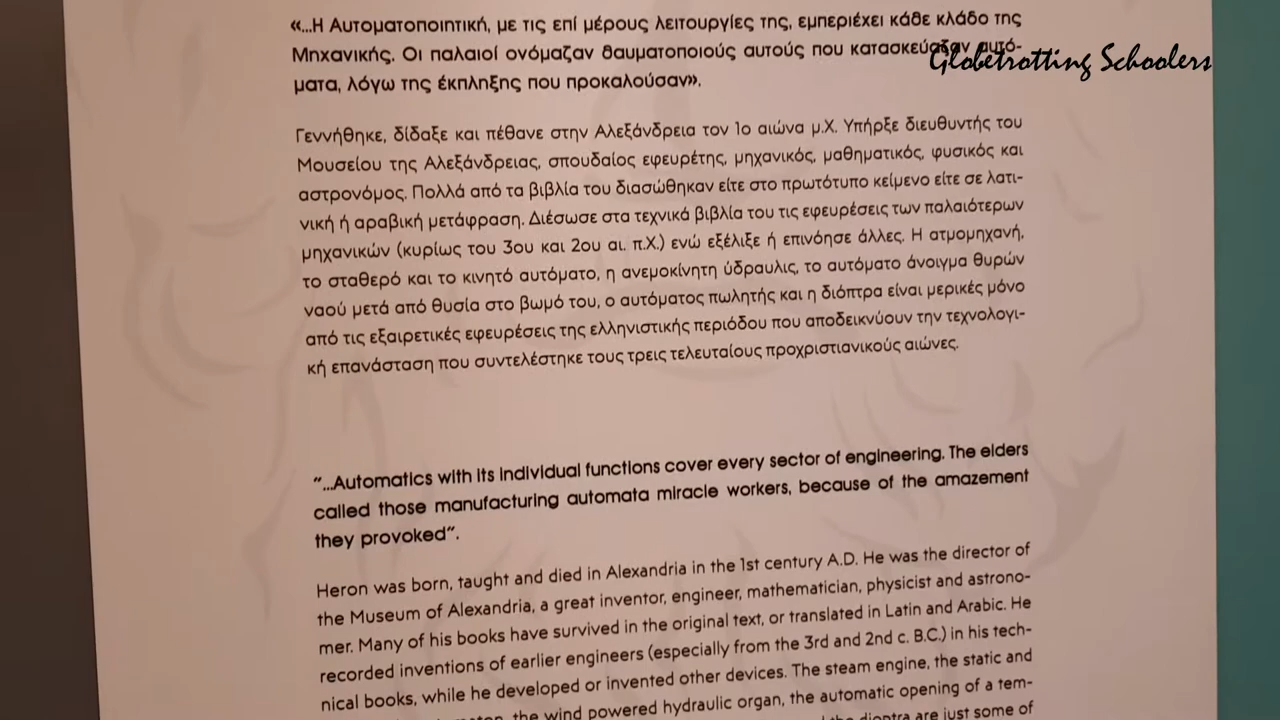 «...Η Αυτοματοποιητική, με τις επί μέρους λειτουργίες της, εμπεριέχει κάθε κλάδο της
Μηχανικής. Οι παλαιοί ονόμαζαν θαυματοποιούς αυτούς που κατασκεύαζαν αυτό-
ματα, λόγω της έκπληξης που προκαλούσαν».
Globetrotting Schoolers
Γεννήθηκε, δίδαξε και πέθανε στην Αλεξάνδρεια τον 1ο αιώνα μ.Χ. Υπήρξε διευθυντής του
Μουσείου της Αλεξάνδρειας, σπουδαίος εφευρέτης, μηχανικός, μαθηματικός, φυσικός και
αστρονόμος. Πολλά από τα βιβλία του διασώθηκαν είτε στο πρωτότυπο κείμενο είτε σε λατι-
νική ή αραβική μετάφραση. Διέσωσε στα τεχνικά βιβλία του τις εφευρέσεις των παλαιότερων
μηχανικών (κυρίως του 3ου και 2ου αι. π.Χ.) ενώ εξέλιξε ή επινόησε άλλες. Η ατμομηχανή,
το σταθερό και το κινητό αυτόματο, η ανεμοκίνητη ύδραυλις, το αυτόματο άνοιγμα θυρών
ναού μετά από θυσία στο βωμό του, ο αυτόματος πωλητής και η διόπτρα είναι μερικές μόνο
από τις εξαιρετικές εφευρέσεις της ελληνιστικής περιόδου που αποδεικνύουν την τεχνολογι-
κή επανάσταση που συντελέστηκε τους τρεις τελευταίους προχριστιανικούς αιώνες.
"...Automatics with its individual functions cover every sector of engineering. The elders
called those manufacturing automata miracle workers, because of the amazement
they provoked".
Heron was born, taught and died in Alexandria in the 1st century A.D. He was the director of
the Museum of Alexandria, a great inventor, engineer, mathematician, physicist and astrono-
mer. Many of his books have survived in the original text, or translated in Latin and Arabic. He
recorded inventions of earlier engineers (especially from the 3rd and 2nd c. B.C.) in his tech-
nical books, while he developed or invented other devices. The steam engine, the static and
the wind powered hydraulic organ, the automatic opening of a tem-
dioptra are just some of